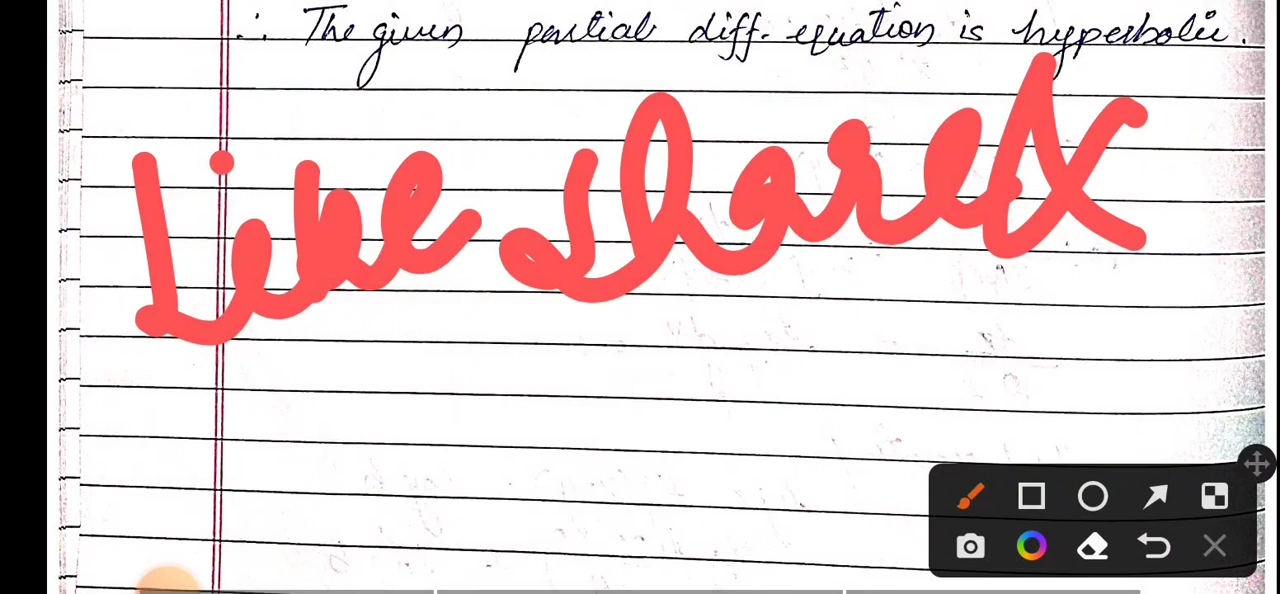 ∴ The given partial diff. equation is hyperbolic.
Like share &